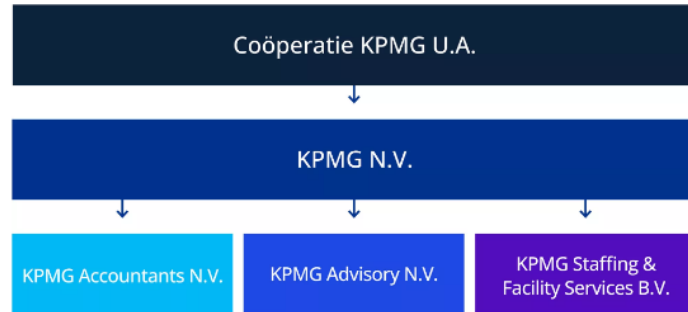 Coöperatie KPMG U.A.
KPMG N.V.
KPMG Accountants N.V.
KPMG Advisory N.V.
KPMG Staffing &
Facility Services B.V.